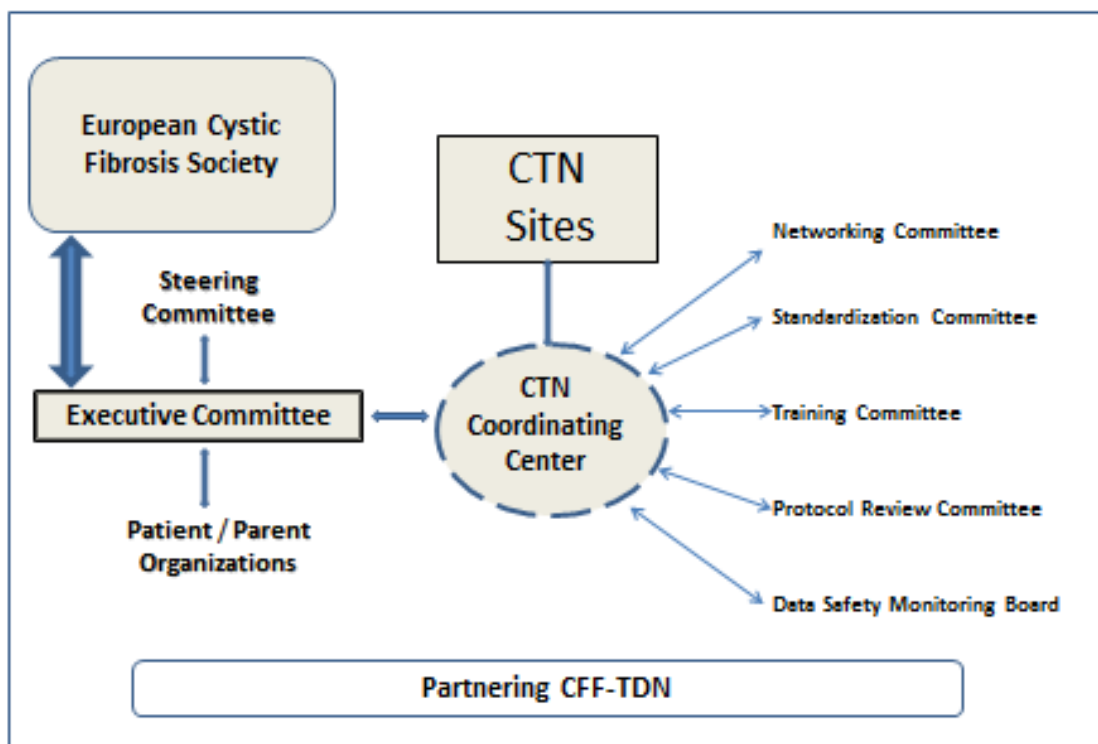 European Cystic
Fibrosis Society
CTN
Sites
Networking Committee
Steering
Committee
Standardization Committee
Executive Committee
CTN
Coordinating
Center
Training Committee
Patient / Parent
Organizations
Protocol Review Committee
Data Safety Monitoring Board
Partnering CFF-TDN